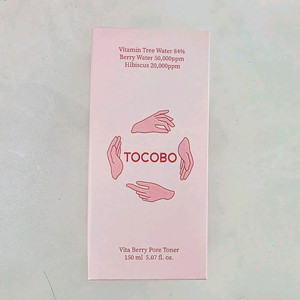 Vitamin Tree Water 84%
Berry Water 50,000ppm
Hibiscus 20,000ppm
TOCOBO
Vita Berry Pore Toner
150 ml 5.07 fl. oz.